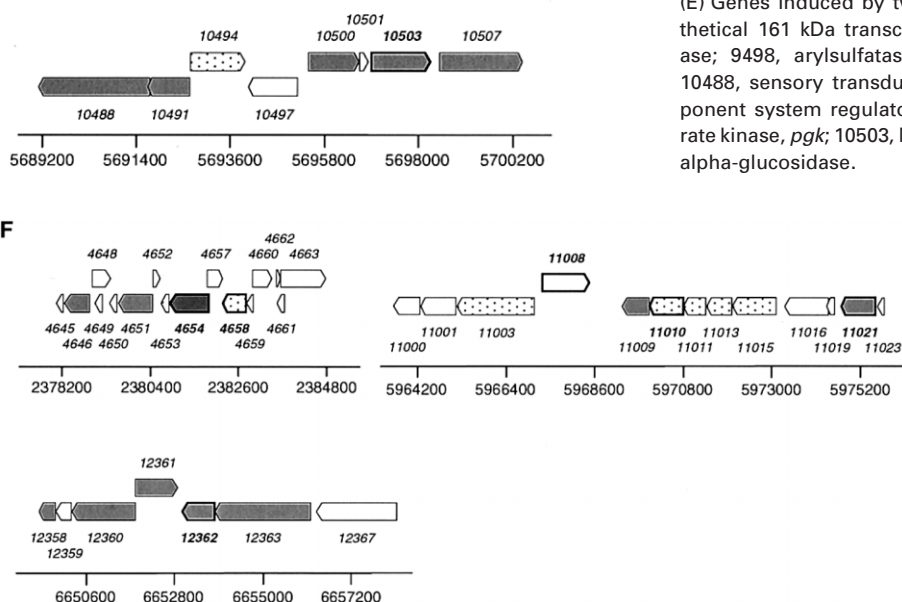 (E) Genes induced by tw
thetical 161 kDa transc
ase; 9498, arylsulfatas
10488, sensory transdu
ponent system regulato
rate kinase, pgk; 10503, 
alpha-glucosidase.
10501
10494 10500 10503 10507
10488 10491 10497
5689200 5691400 5693600 5695800 5698000 5700200
F
4662
4648 4652 4657 4660 4663
4645 4649 4651 4654 4658 4661
4646 4650 4653 4659
2378200 2380400 2382600 2384800
11008
11001 11003 11010 11013 11016 11021
11000 11009 11011 11015 11019 11023
5964200 5966400 5968600 5970800 5973000 5975200
12361
12358 12360 12362 12363 12367
12359
6650600 6652800 6655000 6657200